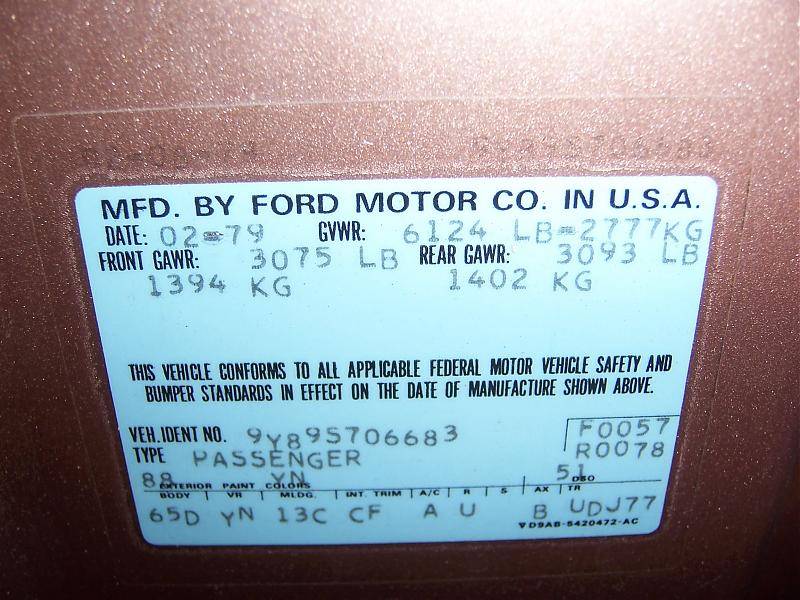 MFD. BY FORD MOTOR CO. IN U.S.A.
DATE: 02-79 GVWR: 6124 LB-2777KG
FRONT GAWR: 3075 LB REAR GAWR: 3093 LB
1394 KG 1402 KG
THIS VEHICLE CONFORMS TO ALL APPLICABLE FEDERAL MOTOR VEHICLE SAFETY AND
BUMPER STANDARDS IN EFFECT ON THE DATE OF MANUFACTURE SHOWN ABOVE.
VEH. IDENT NO. 9Y89S706683 F0057
TYPE PASSENGER R0078
88 YN 51
EXTERIOR PAINT COLORS DSO
BODY VR MLDG. INT. TRIM A/C R S AX TR
65D YN 13C CF A U B UDJ77
D9AB-5420472-AC